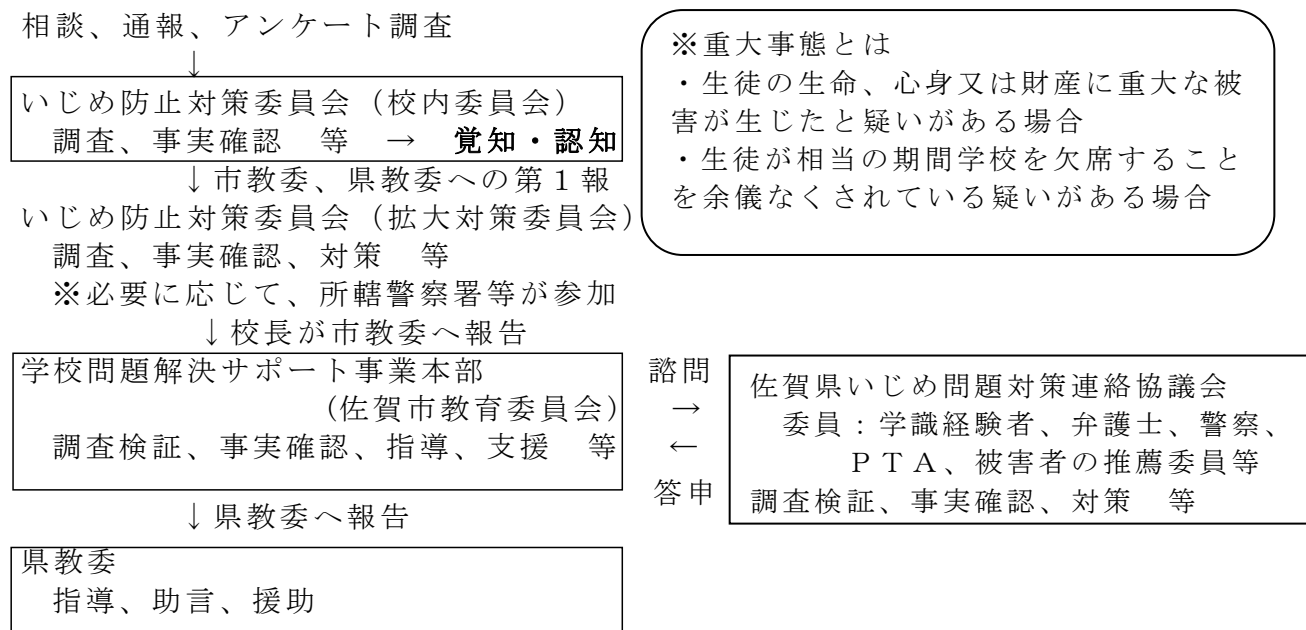 相談、通報、アンケート調査
↓
いじめ防止対策委員会（校内委員会）
調査、事実確認　等　→　覚知・認知
↓市教委、県教委への第１報
いじめ防止対策委員会（拡大対策委員会）
調査、事実確認、対策　等
※必要に応じて、所轄警察署等が参加
↓校長が市教委へ報告
学校問題解決サポート事業本部
（佐賀市教育委員会）
調査検証、事実確認、指導、支援　等
↓県教委へ報告
県教委
指導、助言、援助
※重大事態とは
・生徒の生命、心身又は財産に重大な被
害が生じたと疑いがある場合
・生徒が相当の期間学校を欠席すること
を余儀なくされている疑いがある場合
諮問
→
←
答申
佐賀県いじめ問題対策連絡協議会
委員：学識経験者、弁護士、警察、
ＰＴＡ、被害者の推薦委員等
調査検証、事実確認、対策　等